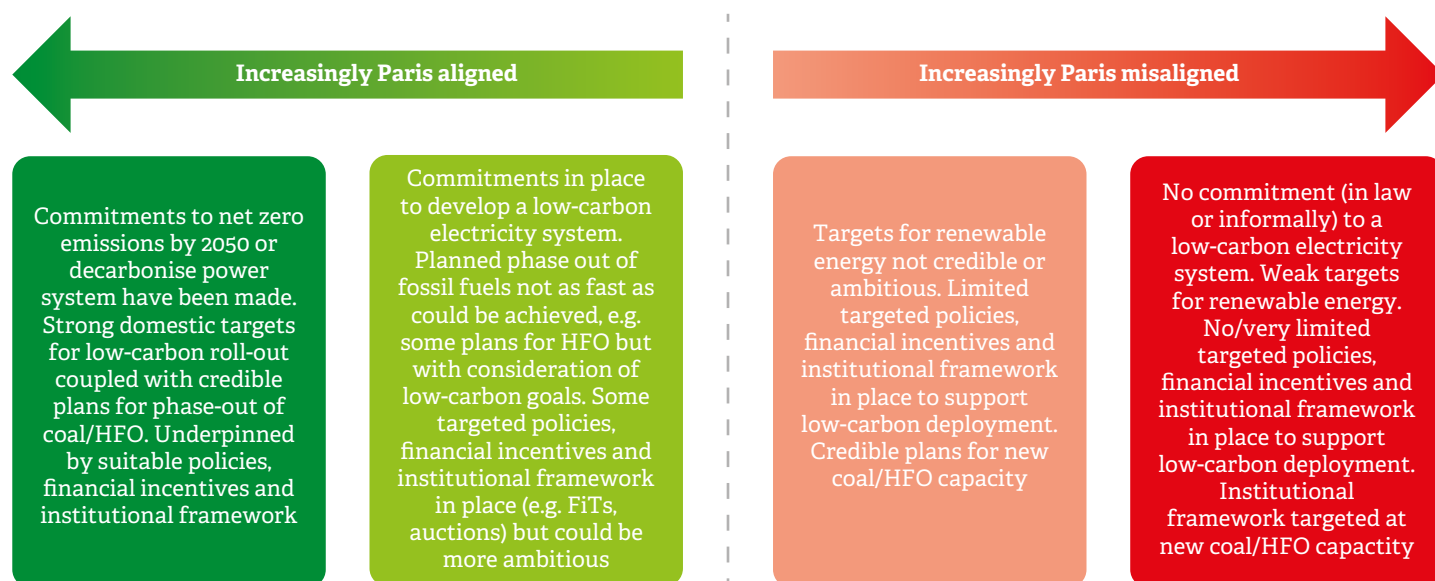 Increasingly Paris aligned
Increasingly Paris misaligned
Commitments to net zero
emissions by 2050 or
decarbonise power
system have been made.
Strong domestic targets
for low-carbon roll-out
coupled with credible
plans for phase-out of
coal/HFO. Underpinned
by suitable policies,
financial incentives and
institutional framework
Commitments in place
to develop a low-carbon
electricity system.
Planned phase out of
fossil fuels not as fast as
could be achieved, e.g.
some plans for HFO but
with consideration of
low-carbon goals. Some
targeted policies,
financial incentives and
institutional framework
in place (e.g. FiTs,
auctions) but could be
more ambitious
Targets for renewable
energy not credible or
ambitious. Limited
targeted policies,
financial incentives and
institutional framework
in place to support
low-carbon deployment.
Credible plans for new
coal/HFO capacity
No commitment (in law
or informally) to a
low-carbon electricity
system. Weak targets
for renewable energy.
No/very limited
targeted policies,
financial incentives and
institutional framework
in place to support
low-carbon deployment.
Institutional
framework targeted at
new coal/HFO capactity